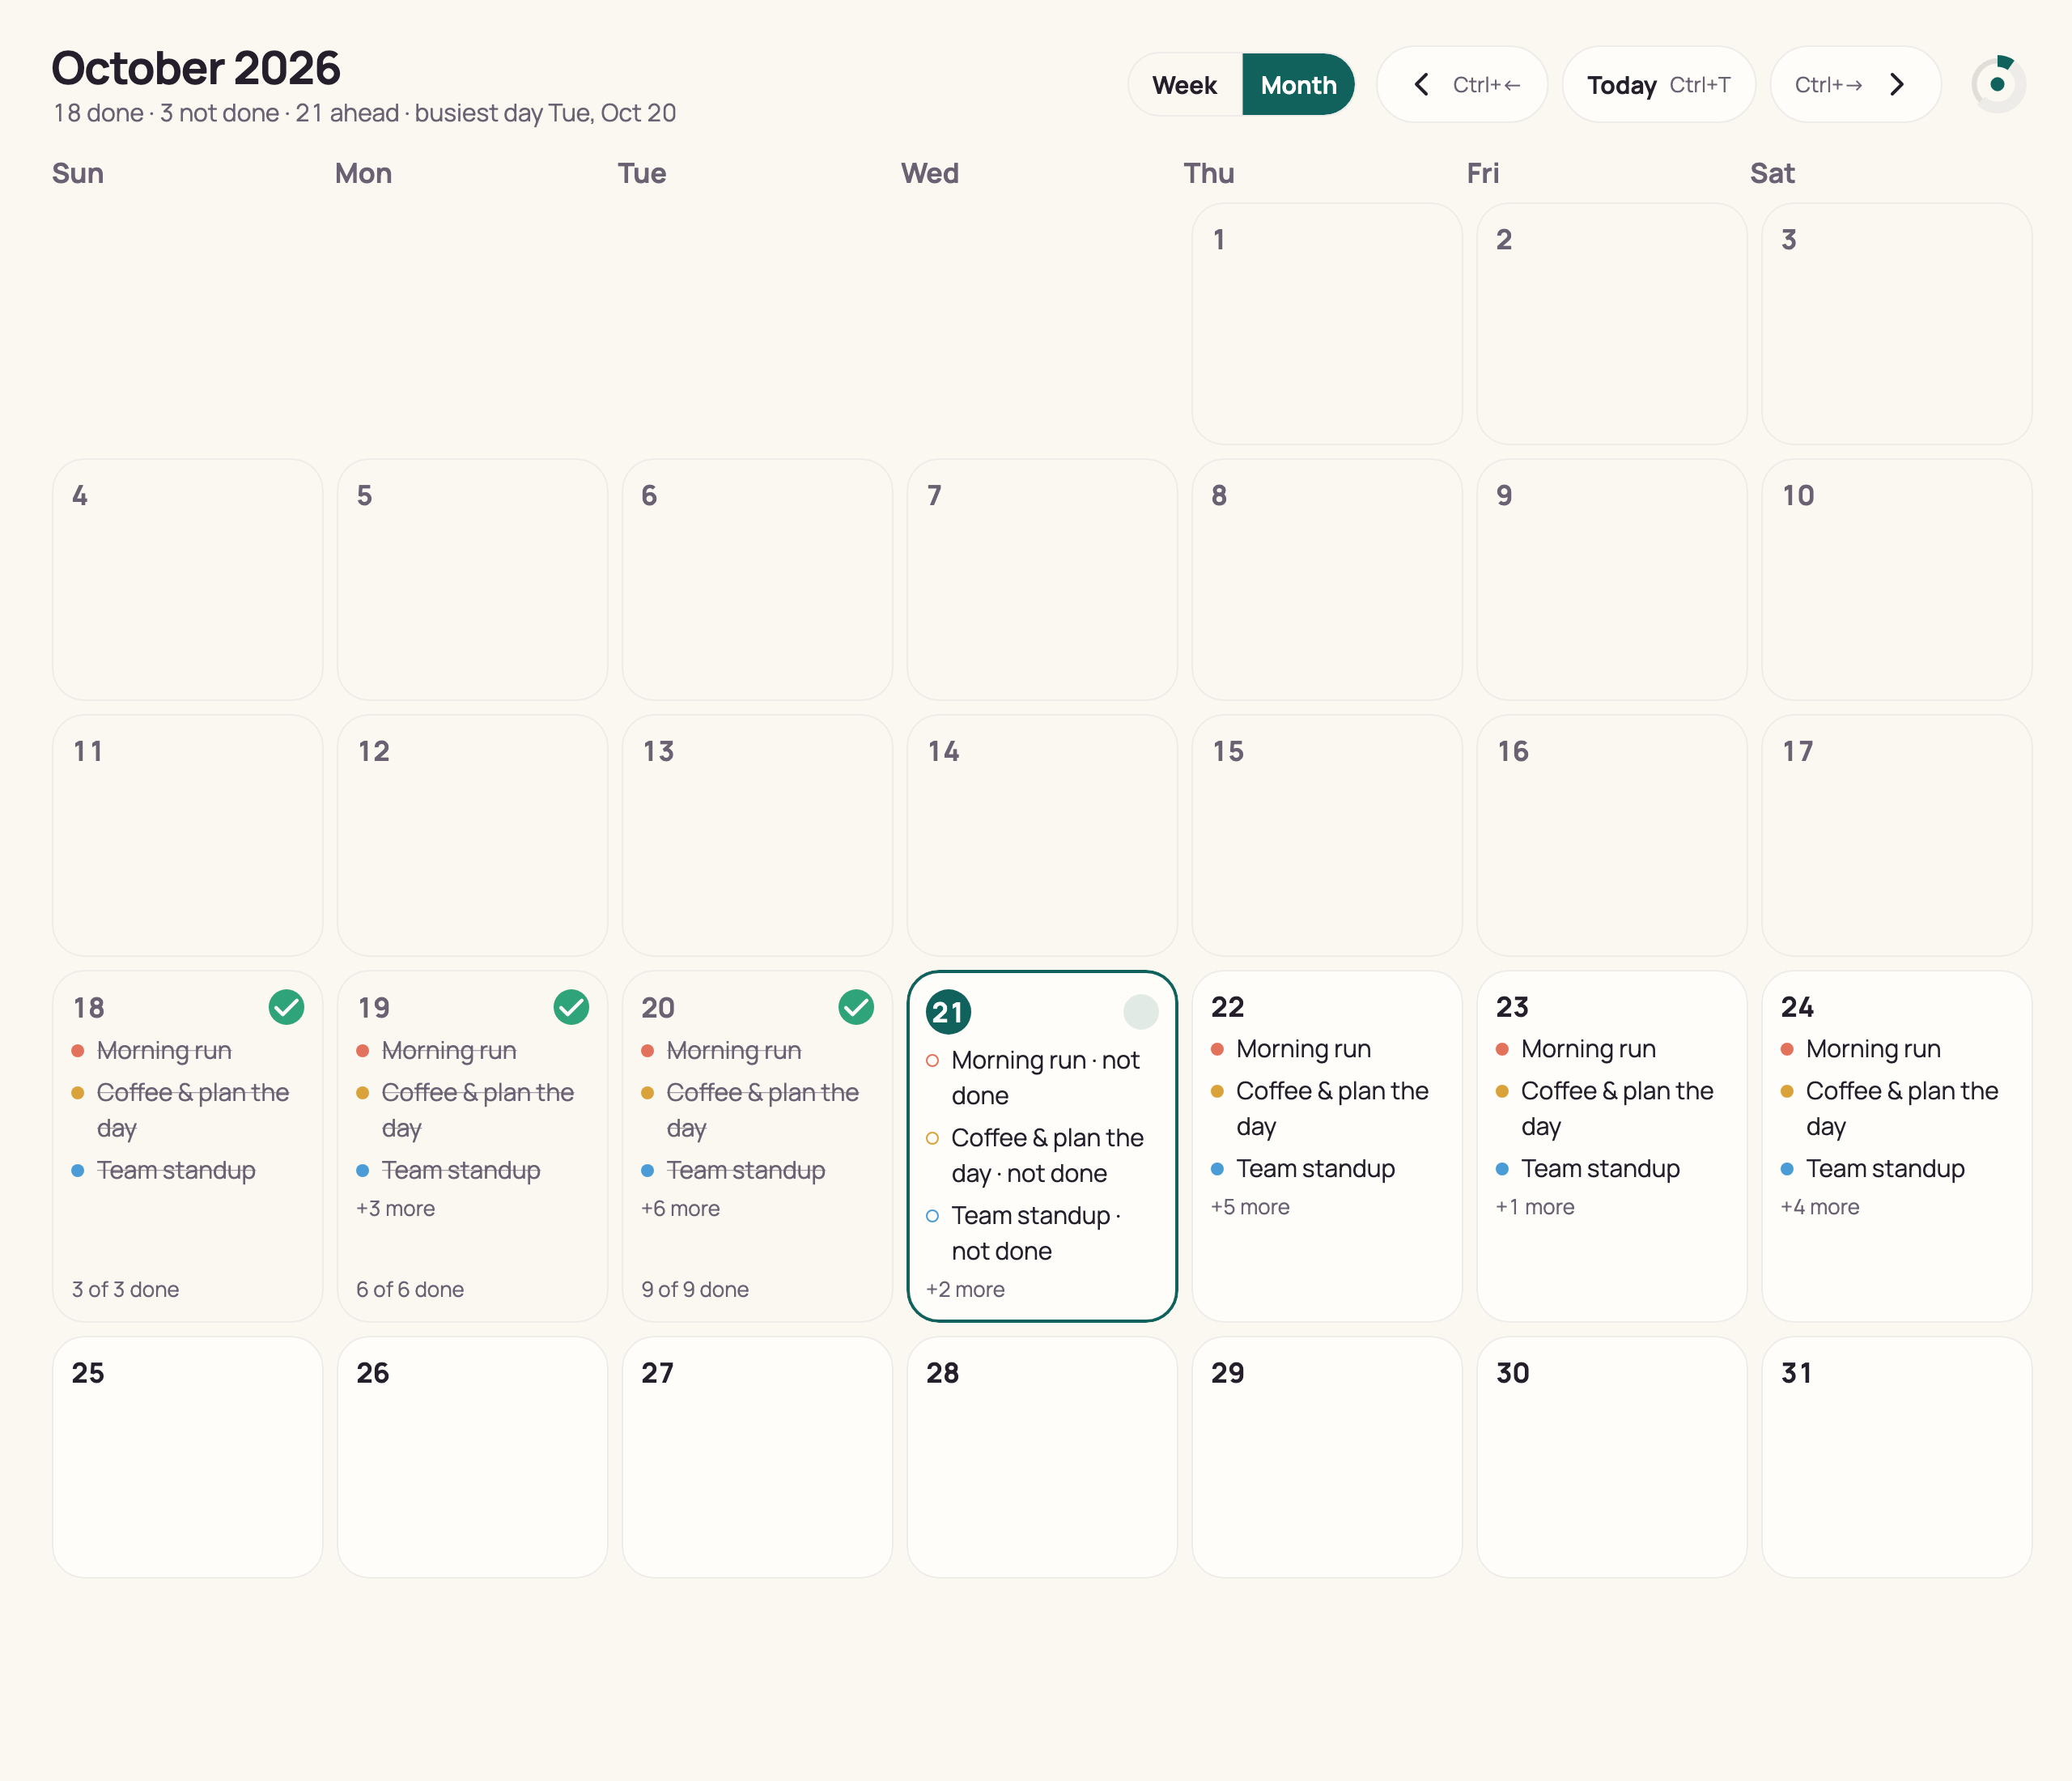 October 2026
18 done · 3 not done · 21 ahead · busiest day Tue, Oct 20
Week Month Ctrl+← Today Ctrl+T Ctrl+→
Sun Mon Tue Wed Thu Fri Sat
1 2 3
4 5 6 7 8 9 10
11 12 13 14 15 16 17
18
Morning run
Coffee & plan the
day
Team standup
3 of 3 done
19
Morning run
Coffee & plan the
day
Team standup
+3 more
6 of 6 done
20
Morning run
Coffee & plan the
day
Team standup
+6 more
9 of 9 done
21
Morning run · not
done
Coffee & plan the
day · not done
Team standup ·
not done
+2 more
22
Morning run
Coffee & plan the
day
Team standup
+5 more
23
Morning run
Coffee & plan the
day
Team standup
+1 more
24
Morning run
Coffee & plan the
day
Team standup
+4 more
25 26 27 28 29 30 31